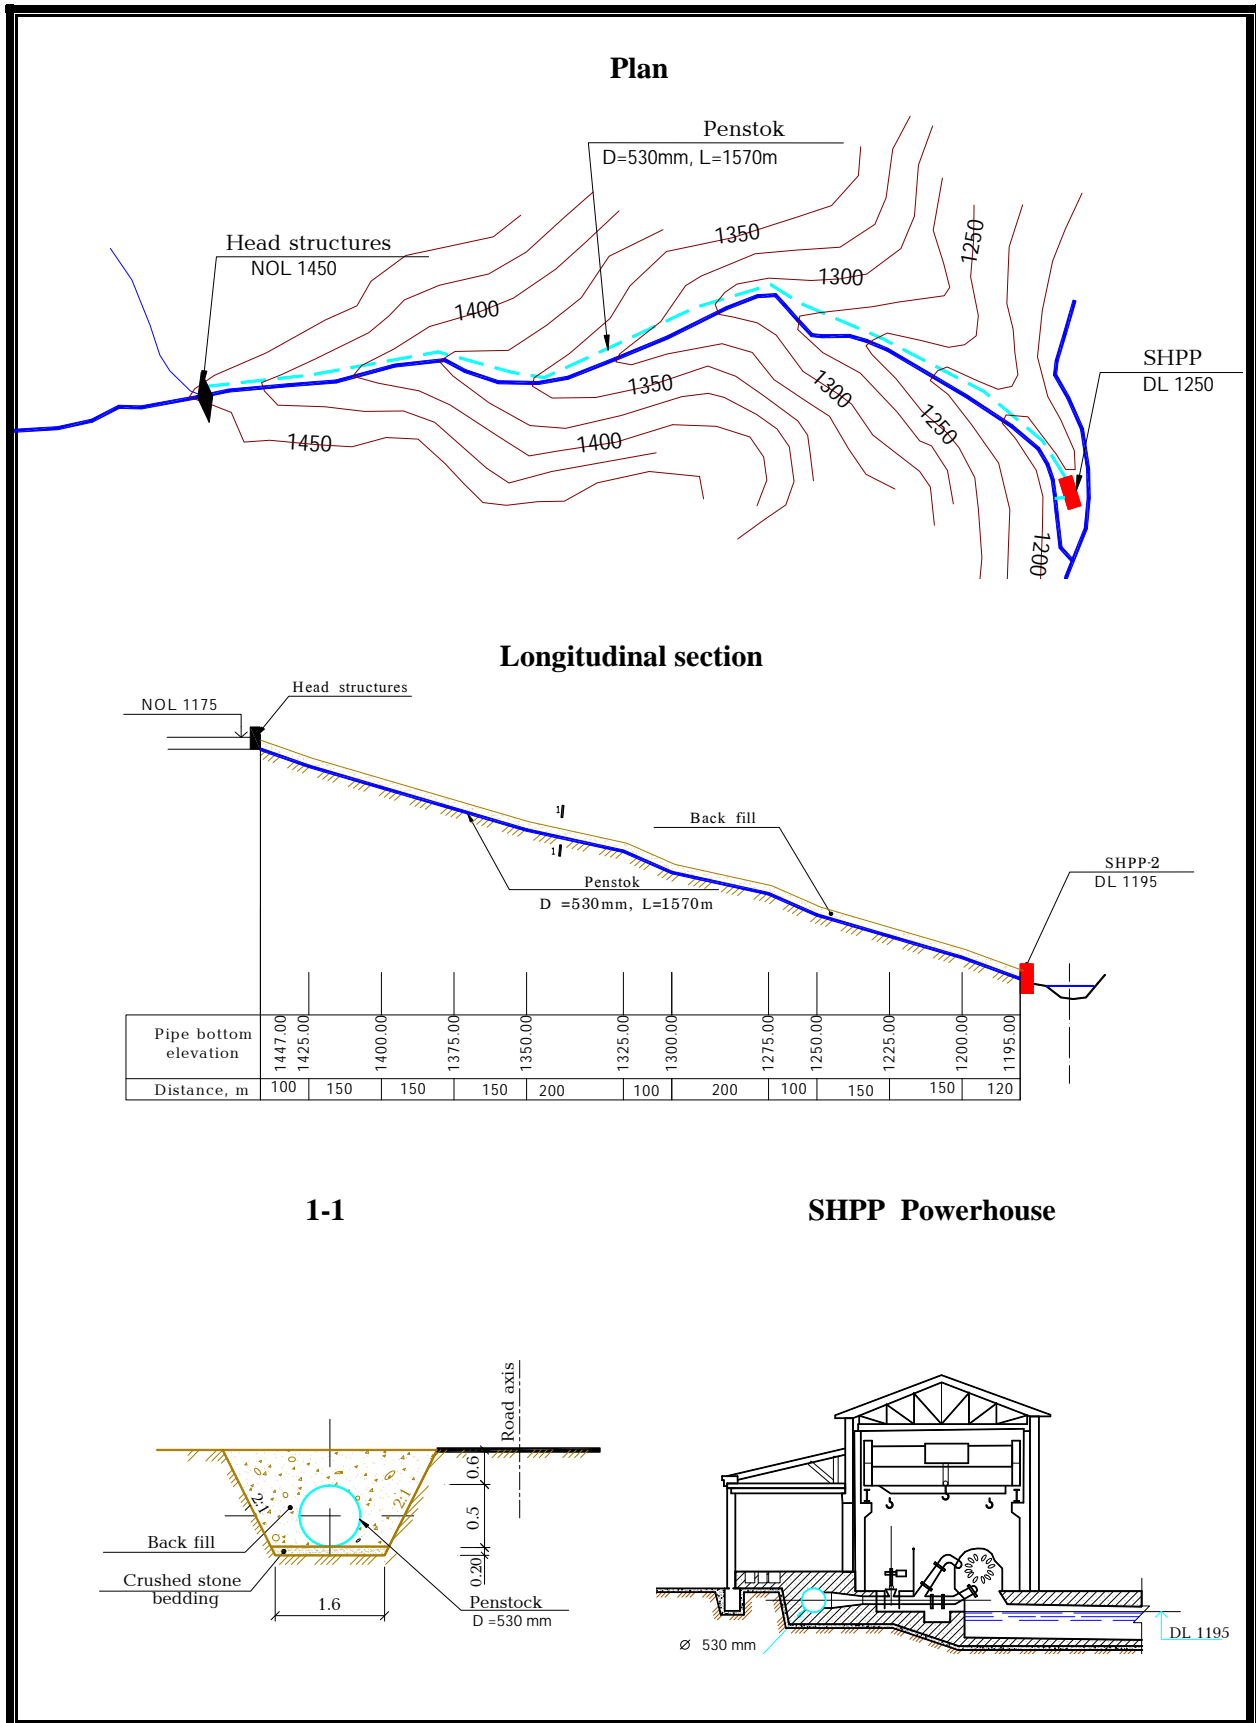 Plan
Penstok
D=530mm, L=1570m
Head structures
NOL 1450
1350
1250
1300
1400
SHPP
DL 1250
1350
1300
1250
1450
1400
1200
Longitudinal section
Head structures
NOL 1175
1
1
Back fill
Penstok
D =530mm, L=1570m
SHPP-2
DL 1195
Pipe bottom
elevation
1447.00 1425.00 1400.00 1375.00 1350.00 1325.00 1300.00 1275.00 1250.00 1225.00 1200.00 1195.00
Distance, m 100 150 150 150 200 100 200 100 150 150 120
1-1
SHPP Powerhouse
Road axis
0.6
2:1
2:1
0.5
Back fill
0.20
Crushed stone
bedding
1.6
Penstock
D =530 mm
Ø 530 mm
DL 1195